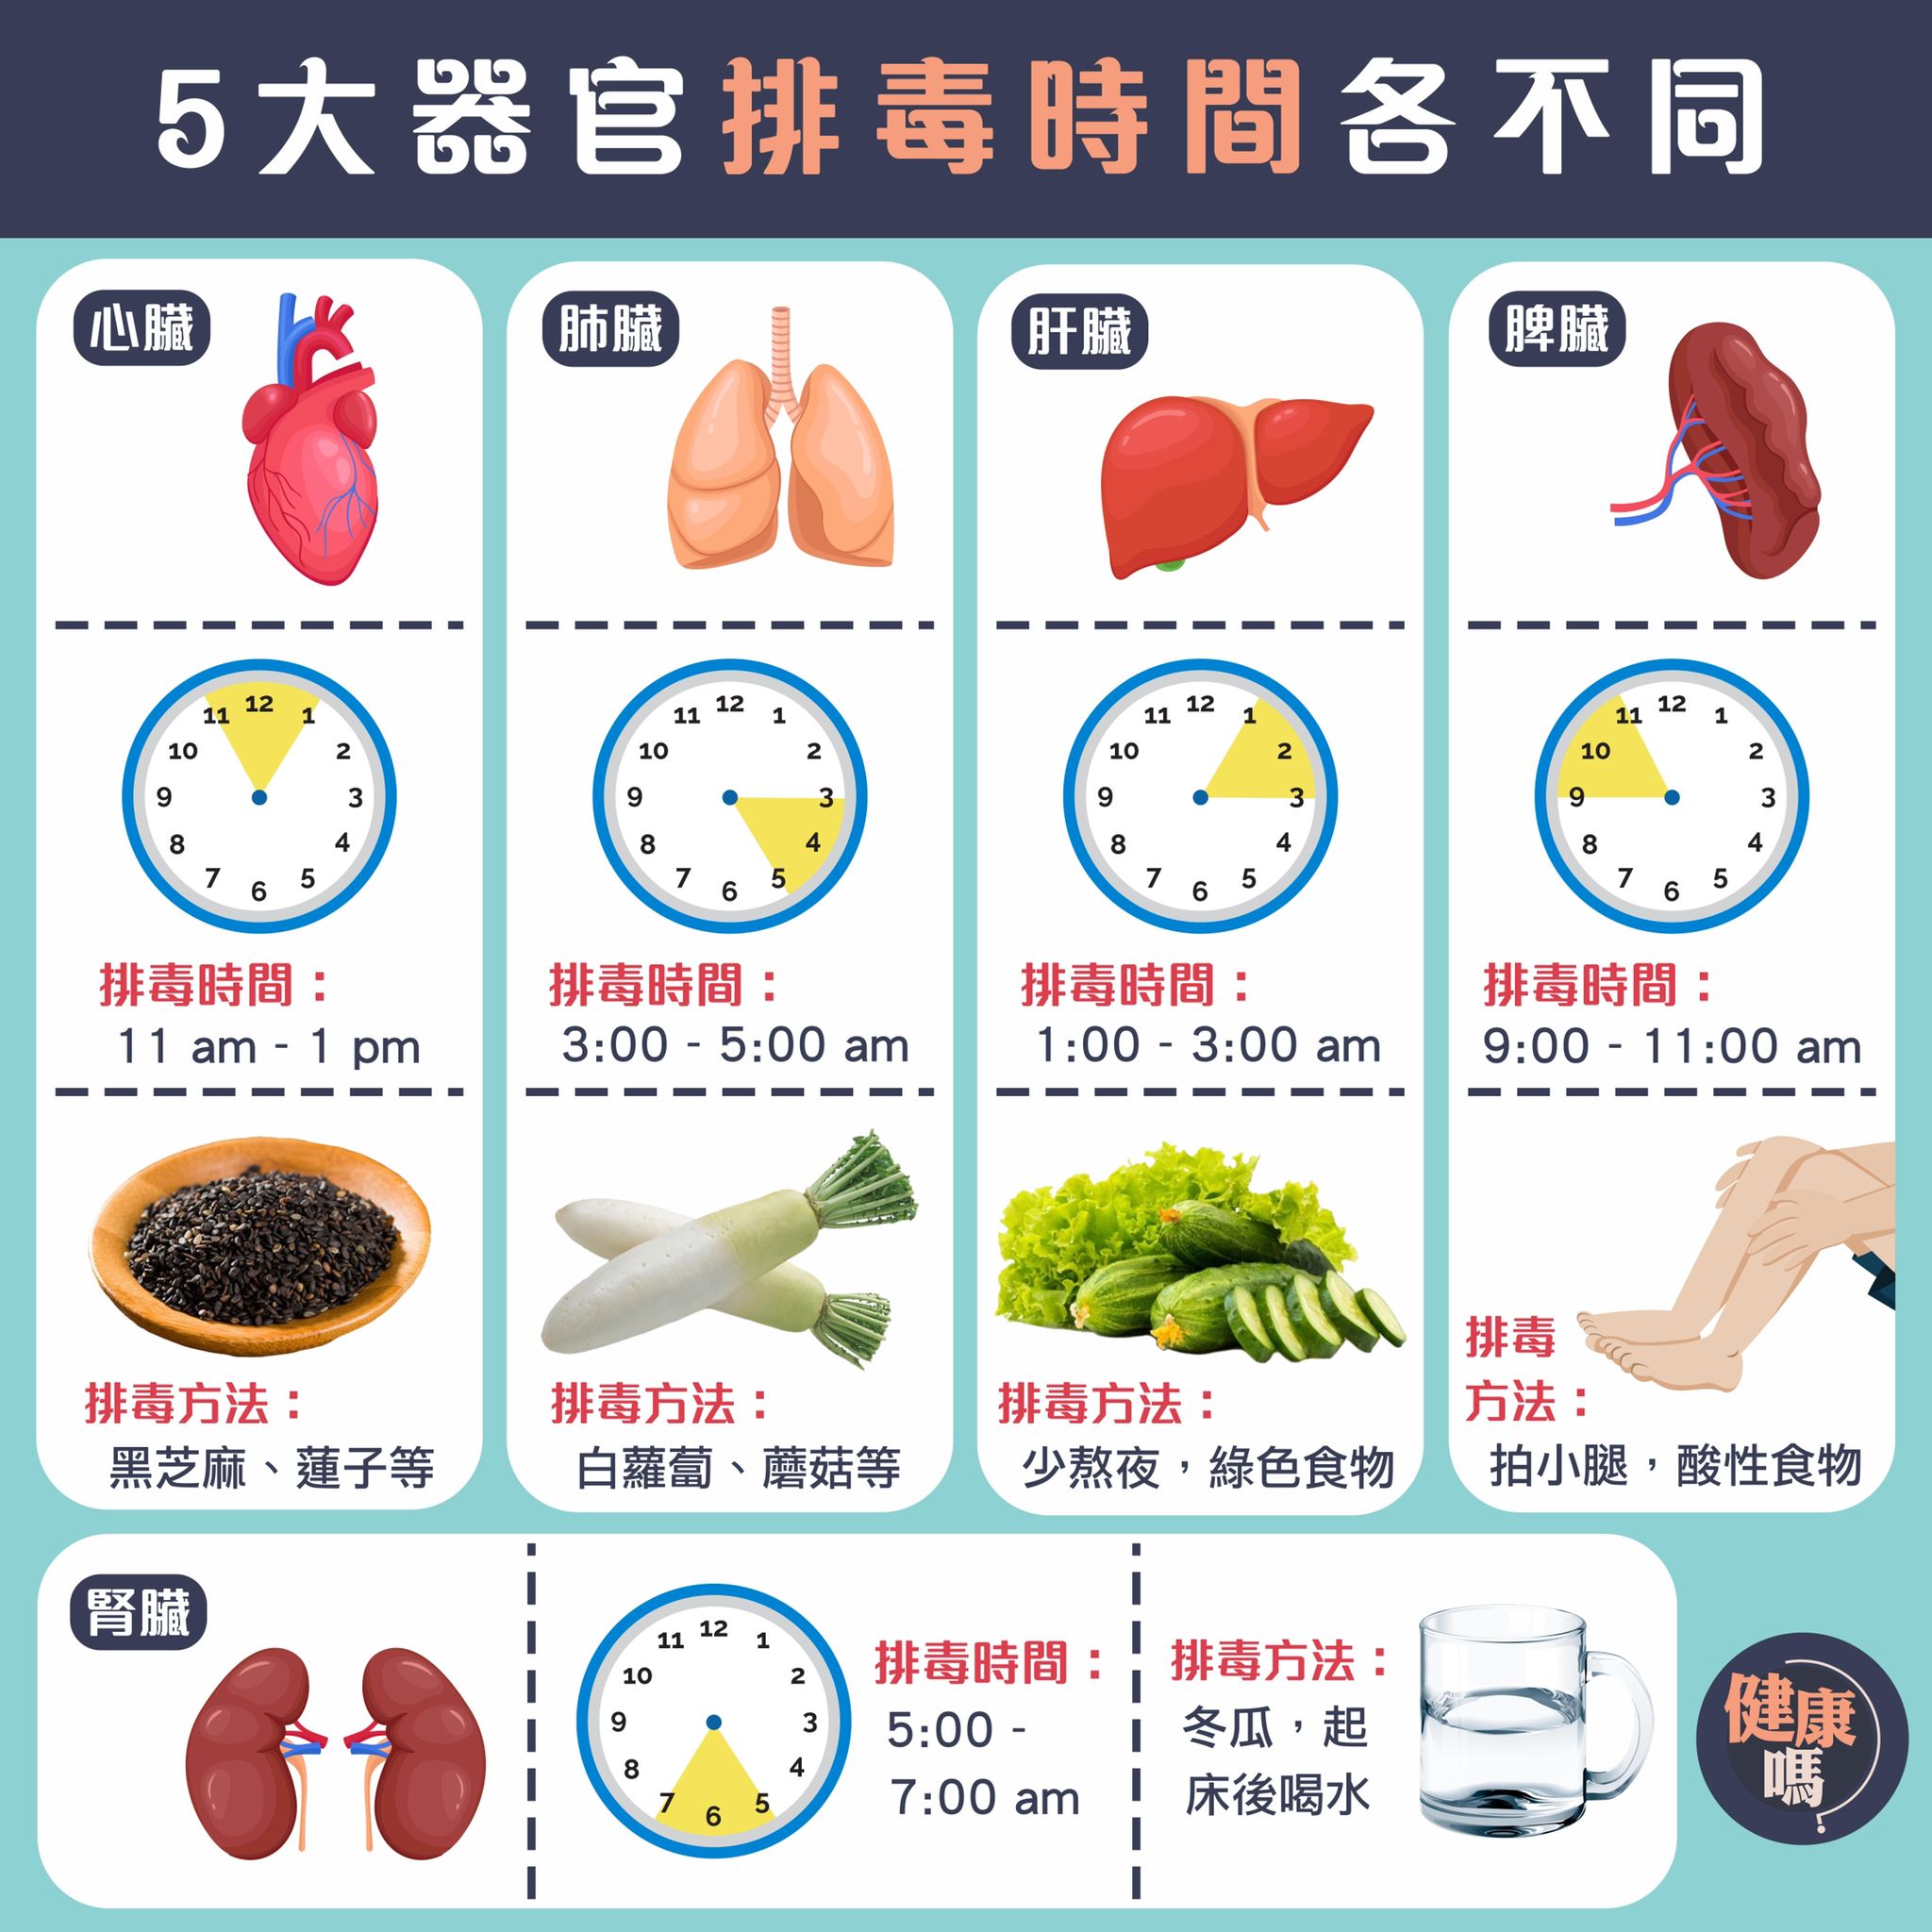 5大器官排毒時間各不同
心臟
12
11
1
10
2
9
3
8
4
7
5
6
排毒時間：
11 am - 1 pm
排毒方法：
黑芝麻、蓮子等
肺臟
12
11
1
10
2
9
3
8
4
7
5
6
排毒時間：
3:00 - 5:00 am
排毒方法：
白蘿蔔、蘑菇等
肝臟
12
11
1
10
2
9
3
8
4
7
5
6
排毒時間：
1:00 - 3:00 am
排毒方法：
少熬夜，綠色食物
脾臟
12
11
1
10
2
9
3
8
4
7
5
6
排毒時間：
9:00 - 11:00 am
排毒
方法：
拍小腿，酸性食物
腎臟
12
11
1
10
2
9
3
8
4
7
5
6
排毒時間：
5:00 -
7:00 am
排毒方法：
冬瓜，起
床後喝水
健康
嗎?